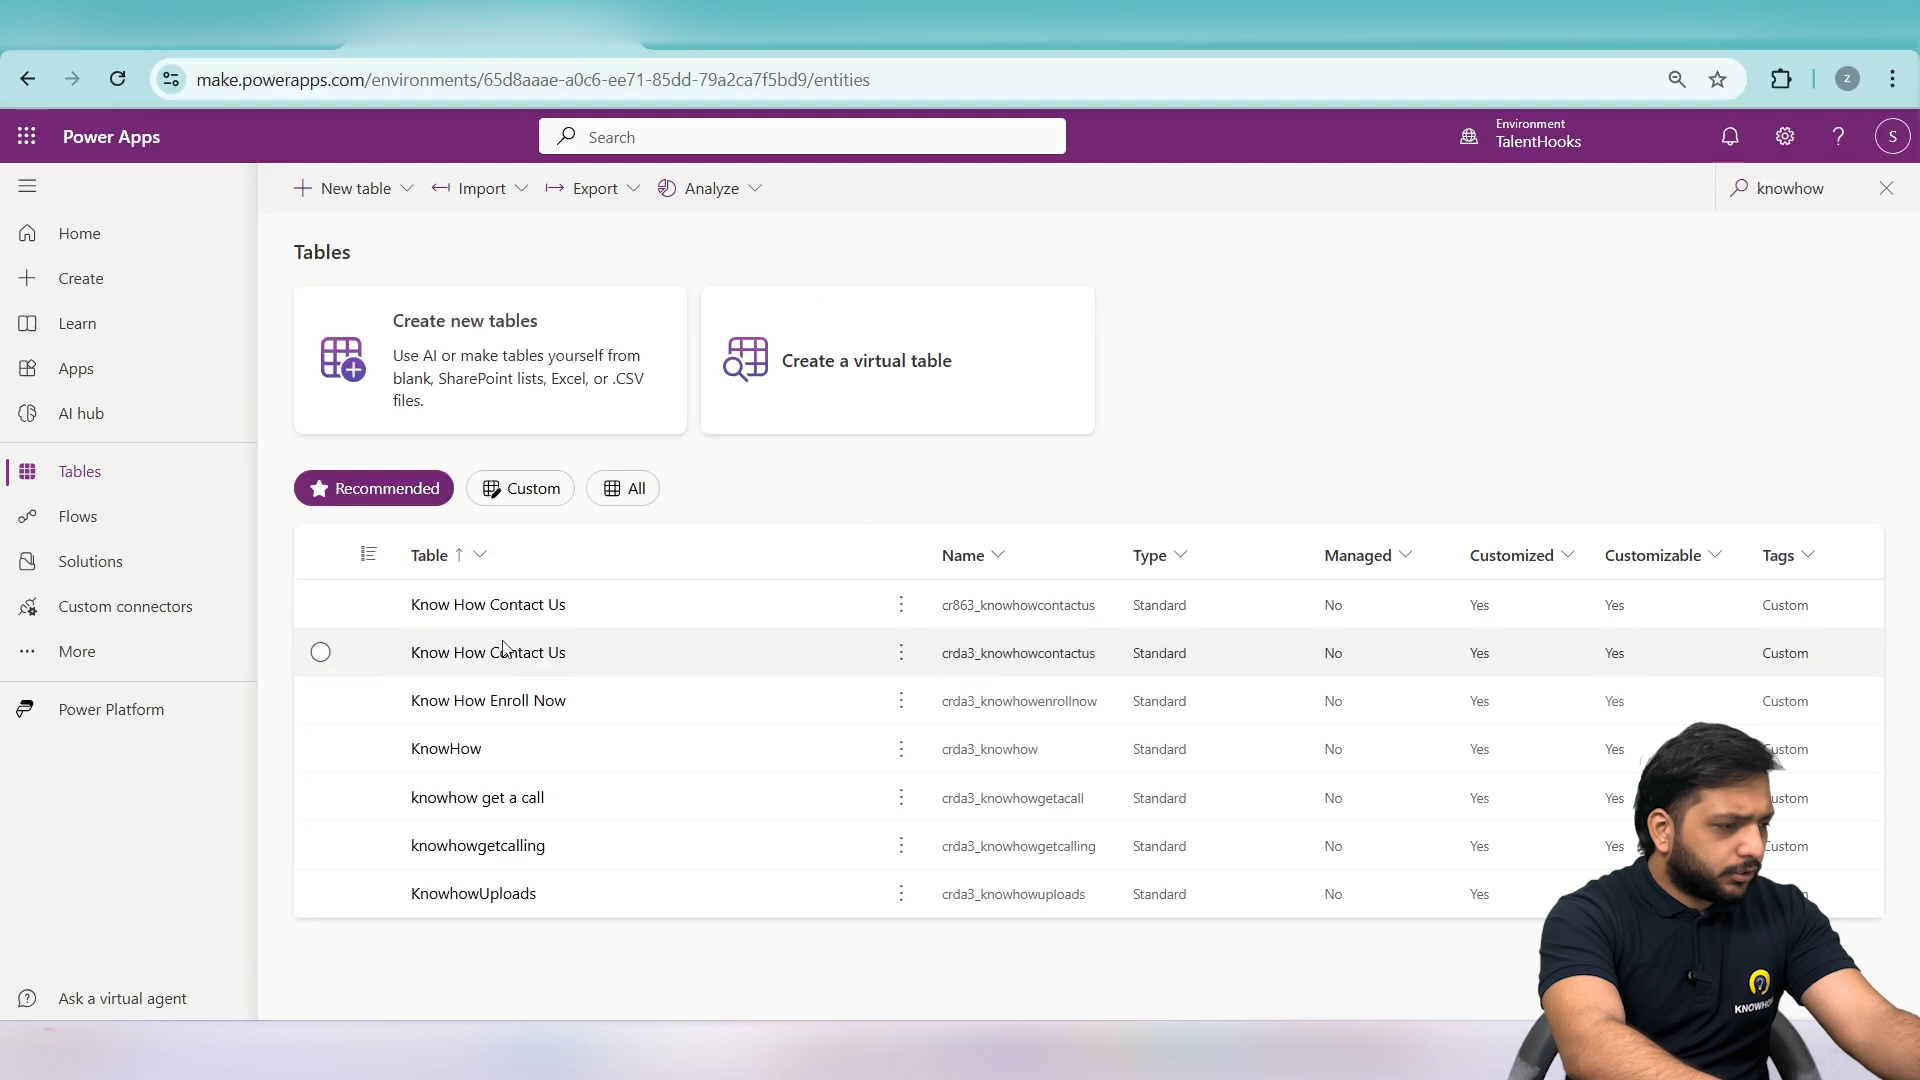 make.powerapps.com/environments/65d8aaae-a0c6-ee71-85dd-79a2ca7f5bd9/entities
Z
Power Apps
Search
Environment
TalentHooks
?
S
New table
Import
Export
Analyze
knowhow
Home
Create
Learn
Apps
AI hub
Tables
Flows
Solutions
Custom connectors
More
Power Platform
Ask a virtual agent
Tables
Create new tables
Use AI or make tables yourself from
blank, SharePoint lists, Excel, or .CSV
files.
Create a virtual table
Recommended
Custom
All
Table ↑ Name Type Managed Customized Customizable Tags
Know How Contact Us cr863_knowhowcontactus Standard No Yes Yes Custom
Know How Contact Us crda3_knowhowcontactus Standard No Yes Yes Custom
Know How Enroll Now crda3_knowhowenrollnow Standard No Yes Yes Custom
KnowHow crda3_knowhow Standard No Yes Yes Custom
knowhow get a call crda3_knowhowgetacall Standard No Yes Yes Custom
knowhowgetcalling crda3_knowhowgetcalling Standard No Yes Yes Custom
KnowhowUploads crda3_knowhowuploads Standard No Yes
KNOWHOW